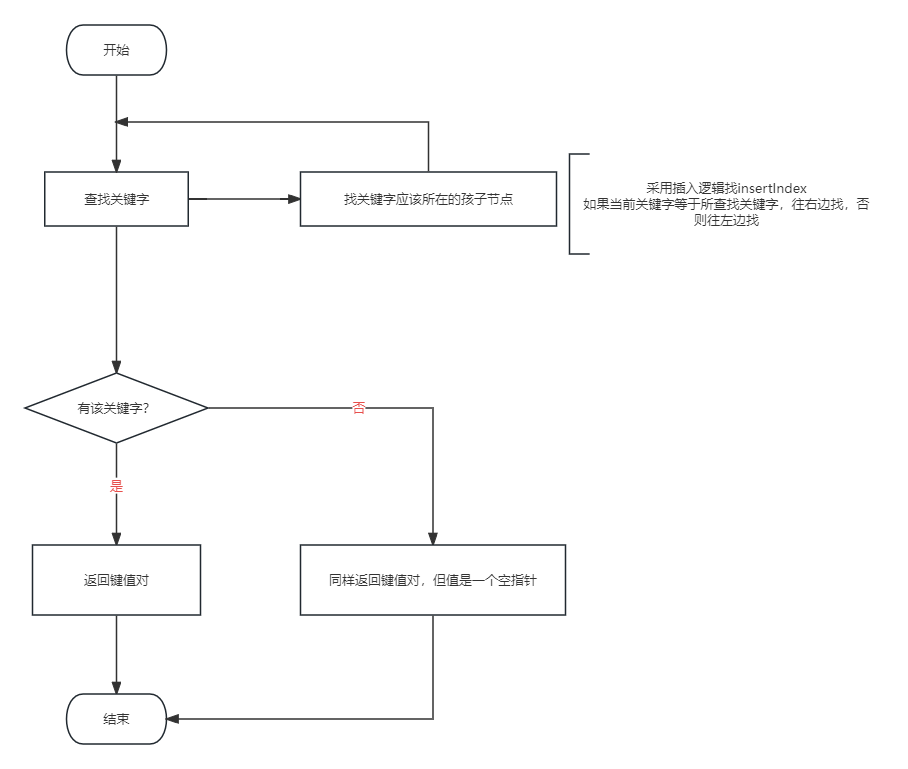 开始
查找关键字
找关键字应该所在的孩子节点
采用插入逻辑找insertIndex
如果当前关键字等于所查找关键字，往右边找，否
则往左边找
有该关键字？
否
是
返回键值对
同样返回键值对，但值是一个空指针
结束